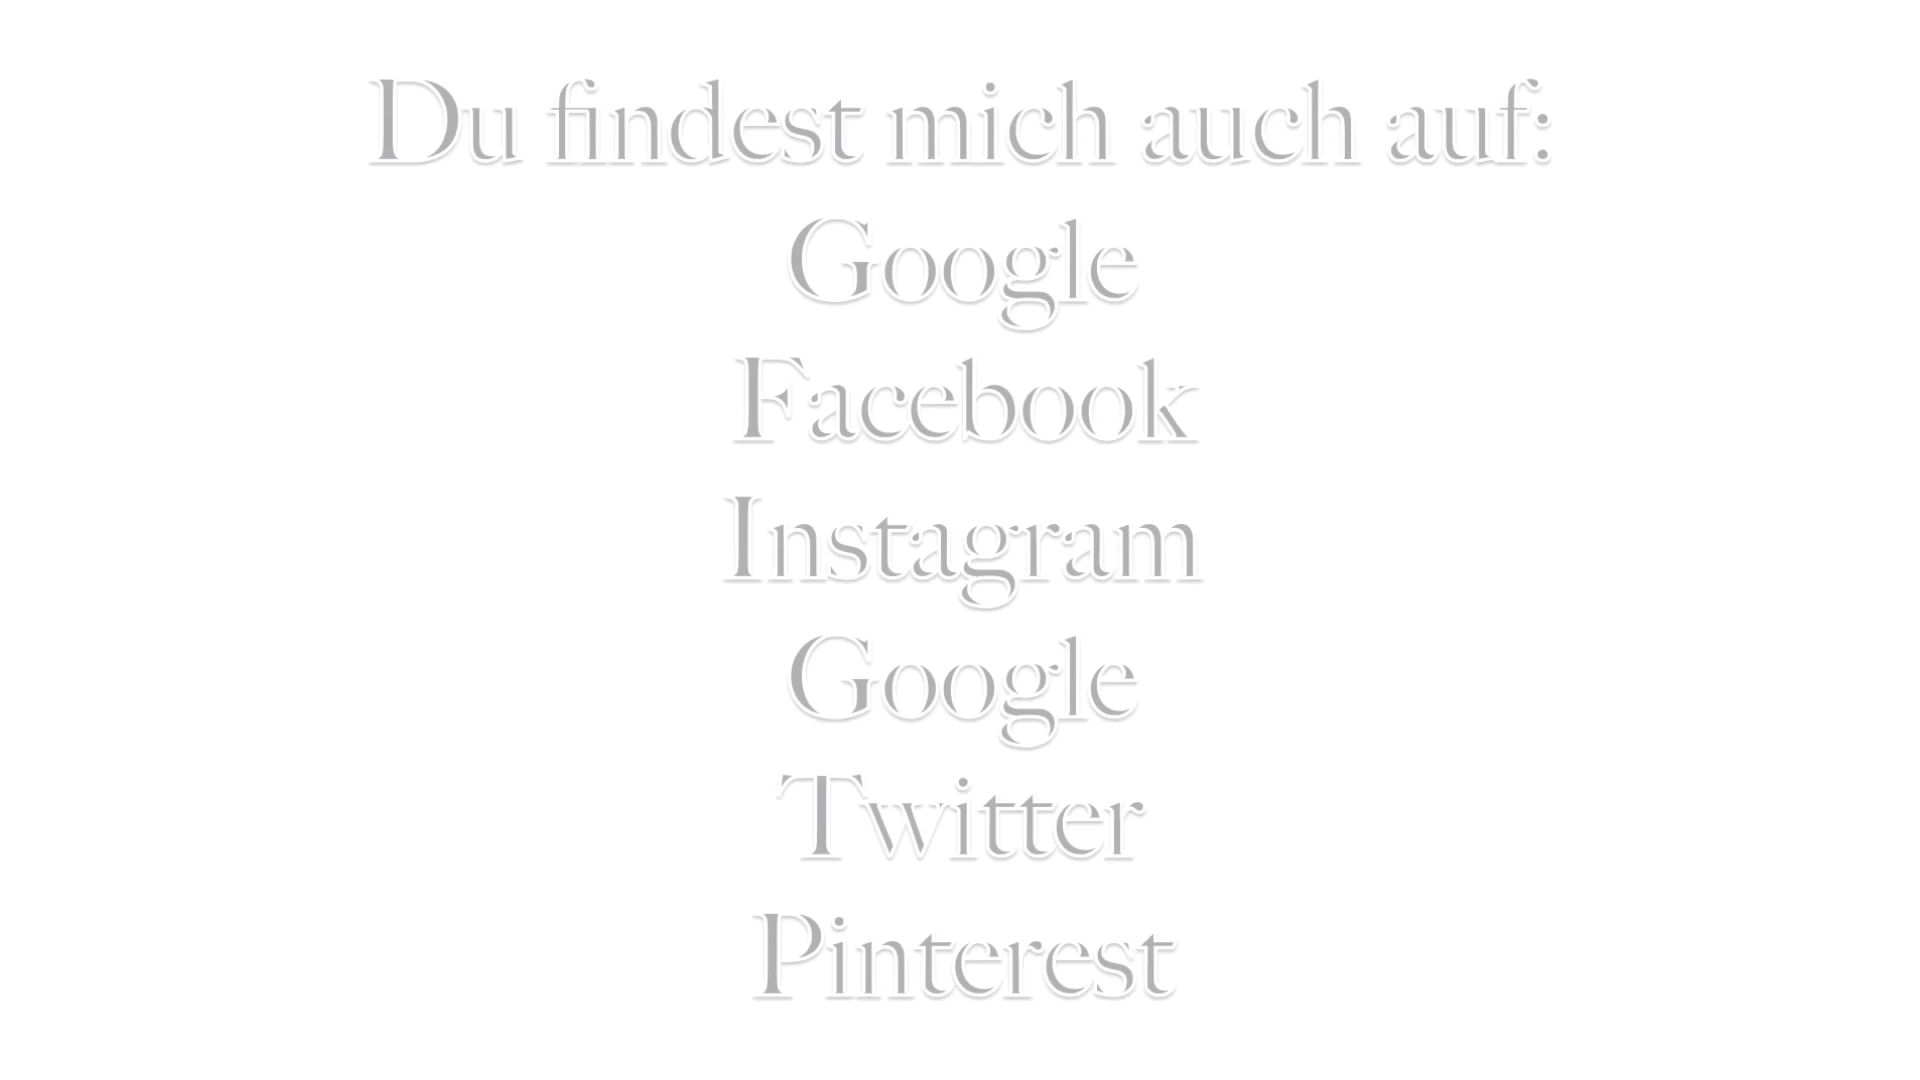 Du findest mich auch auf:
Google
Facebook
Instagram
Google
Twitter
Pinterest